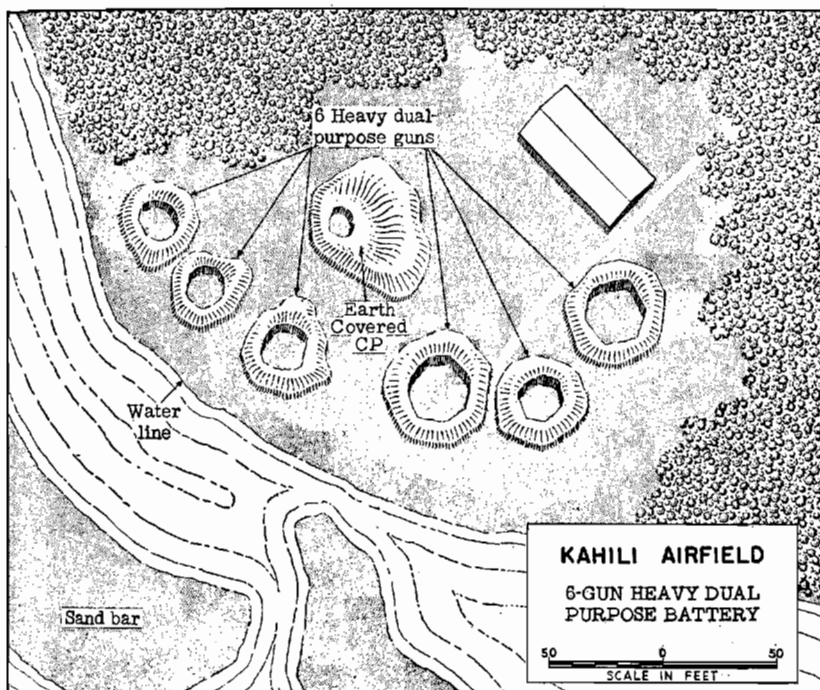 6 Heavy dual-
purpose guns
Earth
Covered
CP
Water
line
Sand bar
KAHILI AIRFIELD
6-GUN HEAVY DUAL
PURPOSE BATTERY
50 0 50
SCALE IN FEET